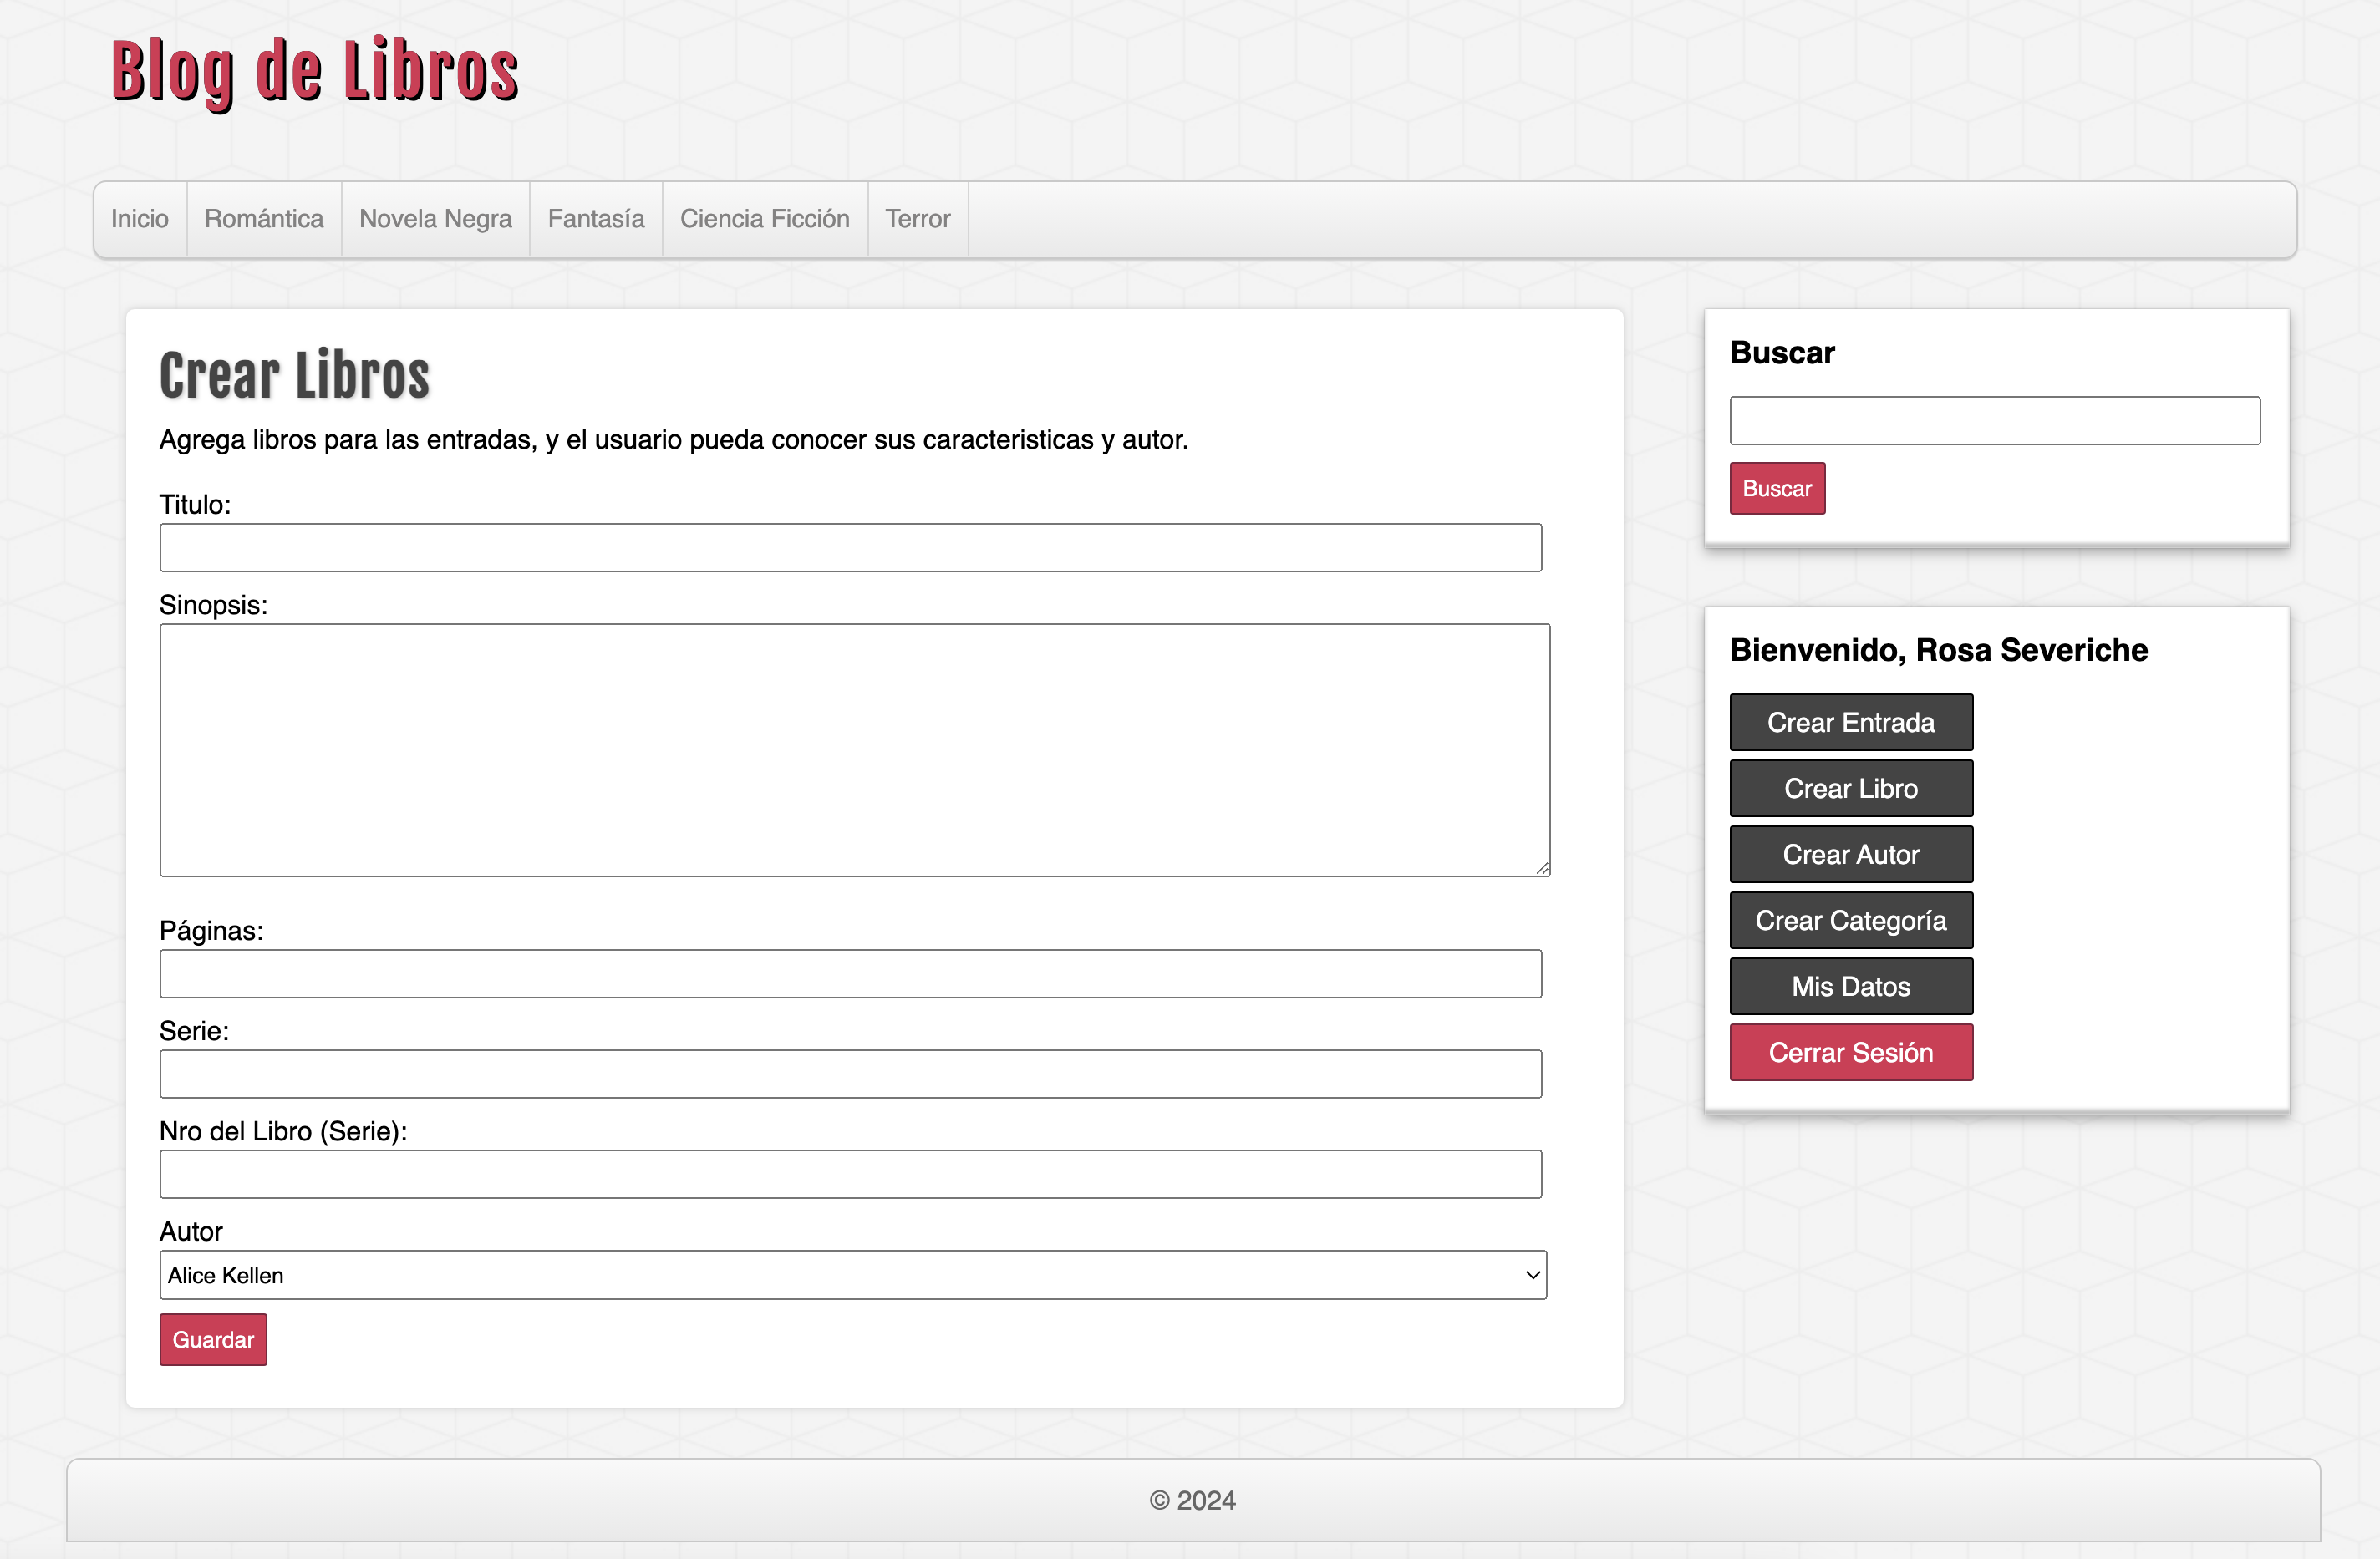 Blog de Libros
Inicio Romántica Novela Negra Fantasía Ciencia Ficción Terror
Crear Libros
Agrega libros para las entradas, y el usuario pueda conocer sus caracteristicas y autor.
Titulo:
Sinopsis:
Páginas:
Serie:
Nro del Libro (Serie):
Autor
Alice Kellen
Guardar
Buscar
Buscar
Bienvenido, Rosa Severiche
Crear Entrada
Crear Libro
Crear Autor
Crear Categoría
Mis Datos
Cerrar Sesión
© 2024